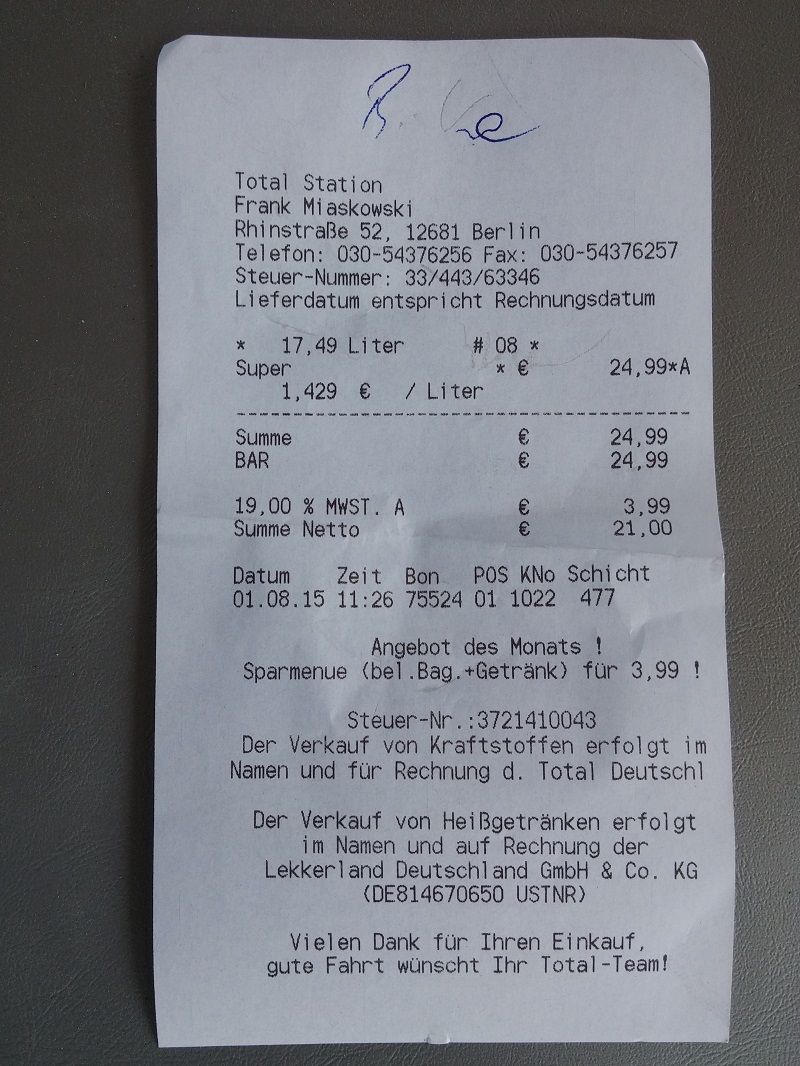 Total Station
Frank Miaskowski
Rhinstraße 52, 12681 Berlin
Telefon: 030-54376256 Fax: 030-54376257
Steuer-Nummer: 33/443/63346
Lieferdatum entspricht Rechnungsdatum
* 17,49 Liter # 08 *
Super * € 24,99*A
1,429 € / Liter
Summe € 24,99
BAR € 24,99
19,00 % MWST. A € 3,99
Summe Netto € 21,00
Datum Zeit Bon POS KNo Schicht
01.08.15 11:26 75524 01 1022 477
Angebot des Monats !
Sparmenue (bel.Bag.+Getränk) für 3,99 !
Steuer-Nr.:3721410043
Der Verkauf von Kraftstoffen erfolgt im
Namen und für Rechnung d. Total Deutschl
Der Verkauf von Heißgetränken erfolgt
im Namen und auf Rechnung der
Lekkerland Deutschland GmbH & Co. KG
(DE814670650 USTNR)
Vielen Dank für Ihren Einkauf,
gute Fahrt wünscht Ihr Total-Team!